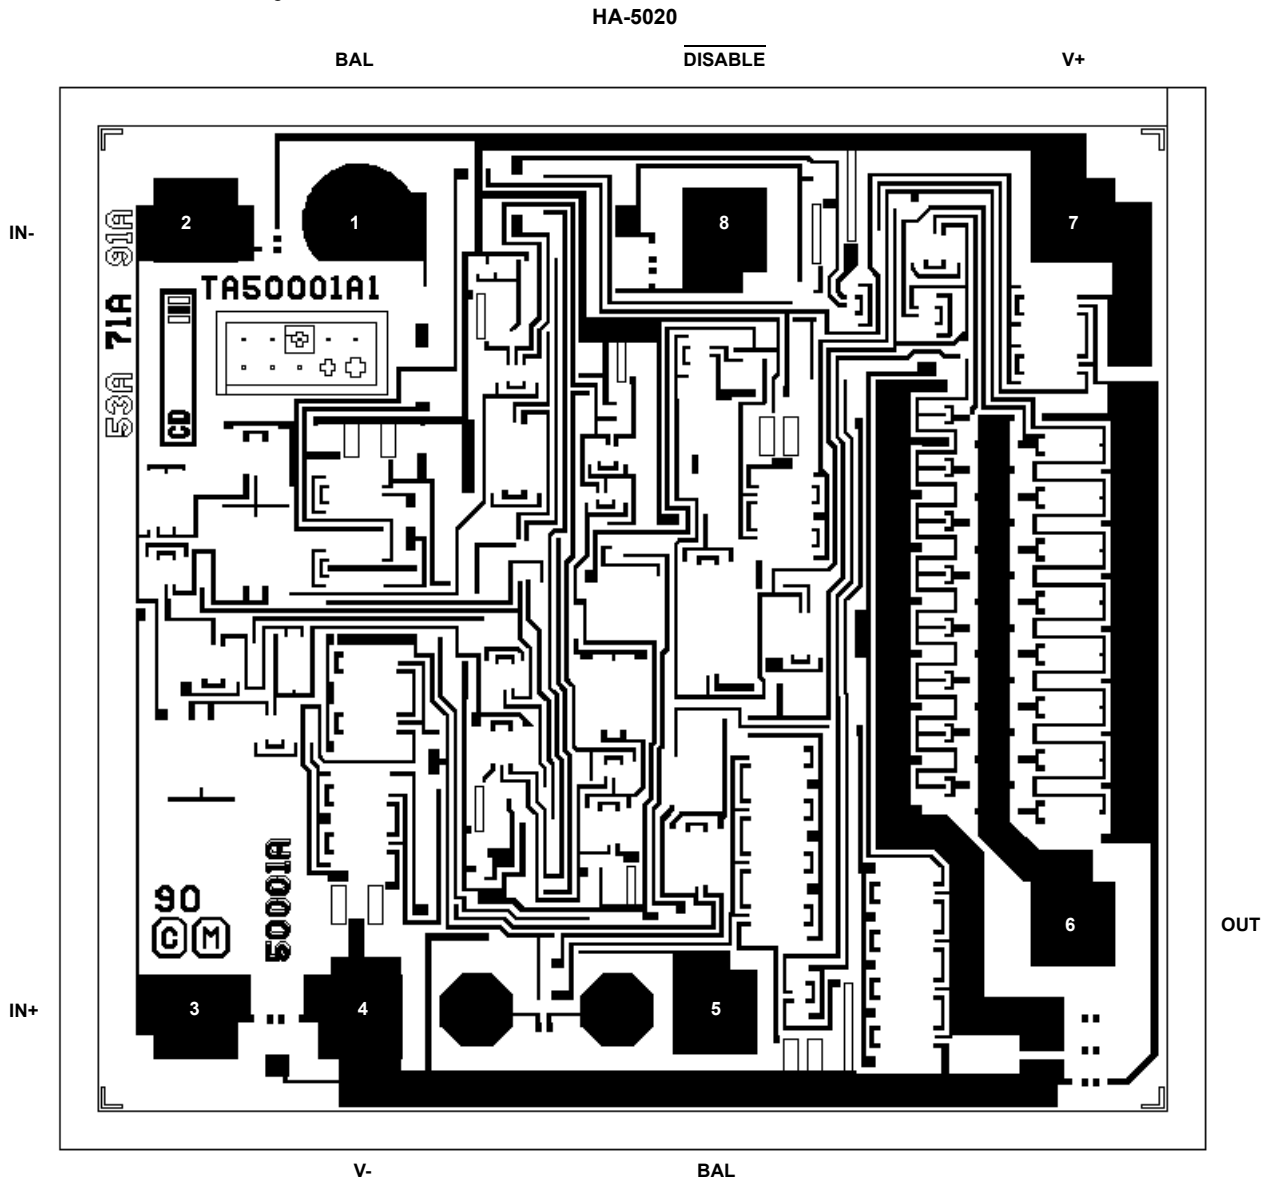 HA-5020
BAL
DISABLE
V+
IN-
2
1
8
7
91A
TA50001A1
71A
53A
CD
50001A
90
C M
6
OUT
IN+
3
4
5
V-
BAL